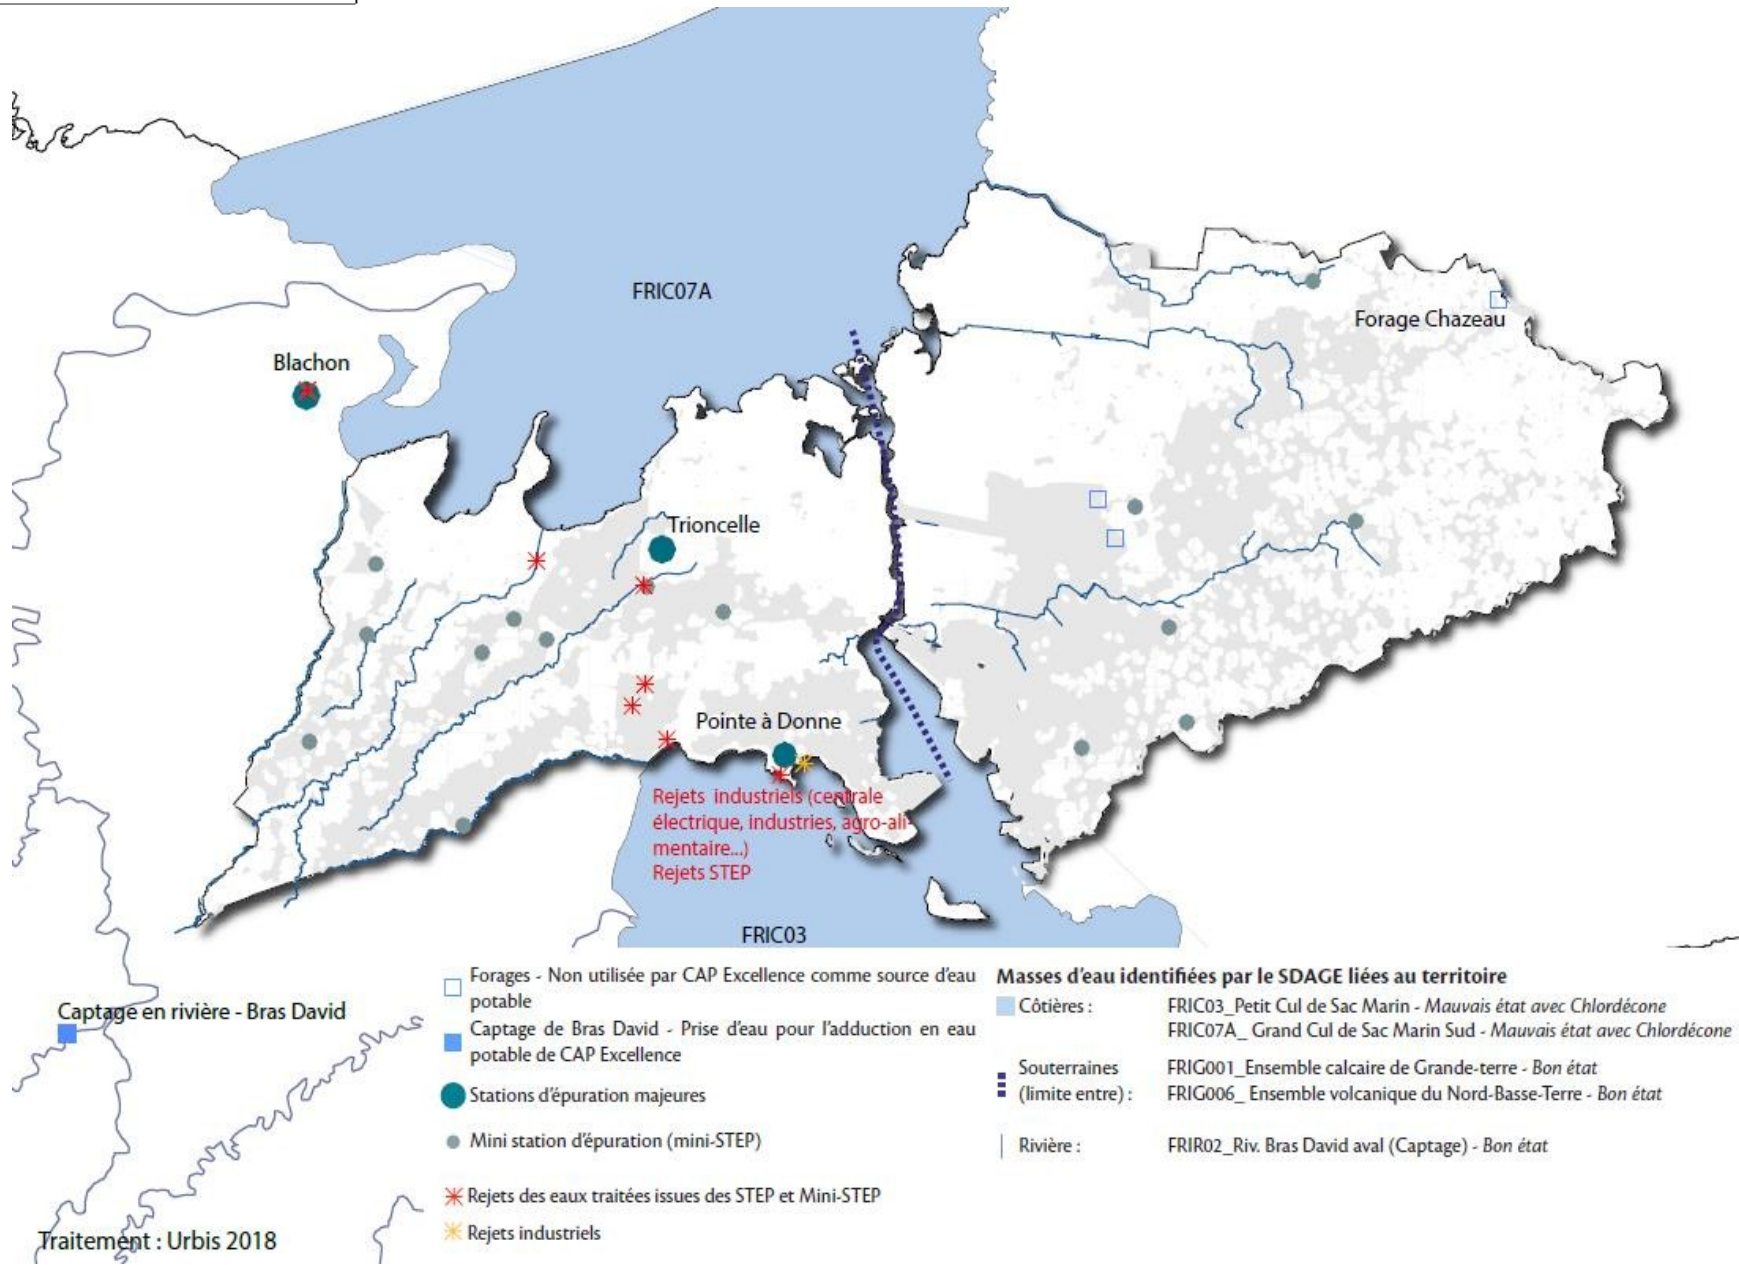 FRIC07A
Forage Chazeau
Blachon
Trioncelle
Pointe à Donne
Rejets industriels (centrale
électrique, industries, agro-ali-
mentaire...)
Rejets STEP
FRIC03
Captage en rivière - Bras David
Forages - Non utilisée par CAP Excellence comme source d'eau
potable
Captage de Bras David - Prise d'eau pour l'adduction en eau
potable de CAP Excellence
Stations d'épuration majeures
Mini station d'épuration (mini-STEP)
Rejets des eaux traitées issues des STEP et Mini-STEP
Rejets industriels
Masses d'eau identifiées par le SDAGE liées au territoire
Côtières : FRIC03_Petit Cul de Sac Marin - Mauvais état avec Chlordécone
FRIC07A_ Grand Cul de Sac Marin Sud - Mauvais état avec Chlordécone
Souterraines FRIG001_Ensemble calcaire de Grande-terre - Bon état
(limite entre) : FRIG006_ Ensemble volcanique du Nord-Basse-Terre - Bon état
Rivière : FRIR02_Riv. Bras David aval (Captage) - Bon état
Traitement : Urbis 2018